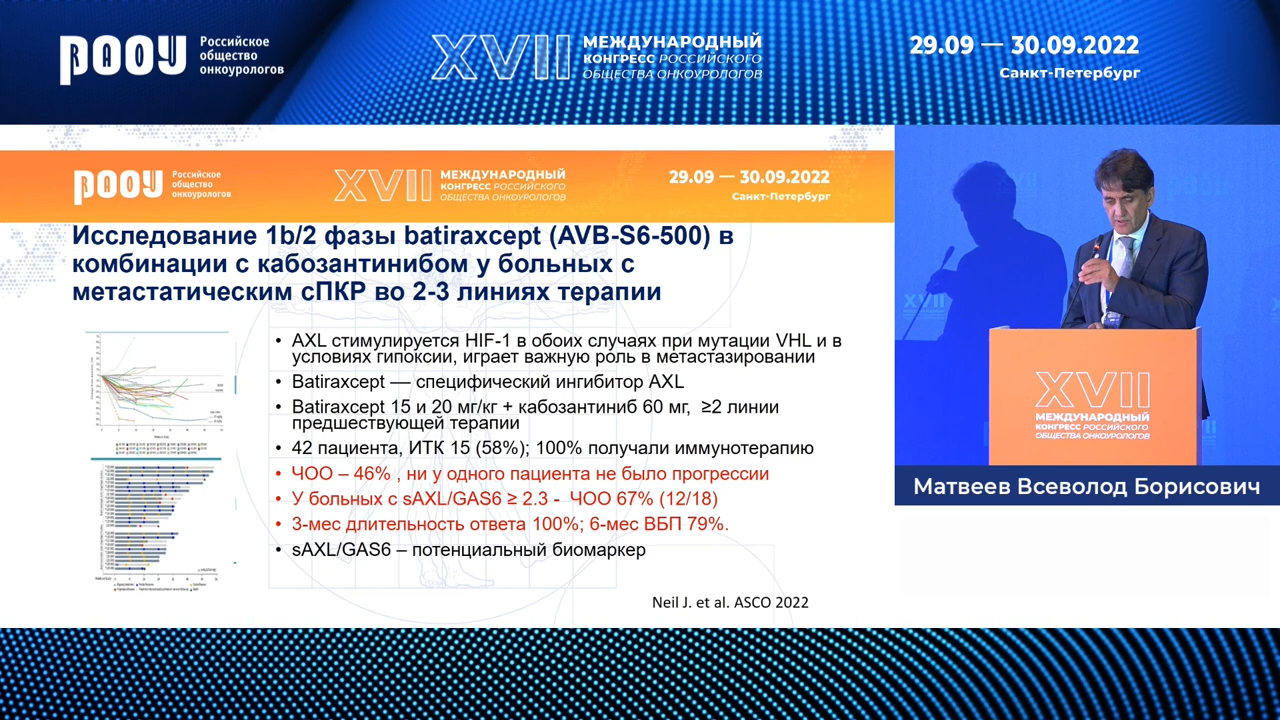 РООУ
Российское
общество
онкоурологов
XVII
МЕЖДУНАРОДНЫЙ
КОНГРЕСС РОССИЙСКОГО
ОБЩЕСТВА ОНКОУРОЛОГОВ
29.09 — 30.09.2022
Санкт-Петербург
РООУ
Российское
общество
онкоурологов
XVII
МЕЖДУНАРОДНЫЙ
КОНГРЕСС РОССИЙСКОГО
ОБЩЕСТВА ОНКОУРОЛОГОВ
29.09 — 30.09.2022
Санкт-Петербург
Исследование 1b/2 фазы batiraxcept (AVB-S6-500) в
комбинации с кабозантинибом у больных с
метастатическим сПКР во 2-3 линиях терапии
• AXL стимулируется HIF-1 в обоих случаях при мутации VHL и в
условиях гипоксии, играет важную роль в метастазировании
• Batiraxcept — специфический ингибитор AXL
• Batiraxcept 15 и 20 мг/кг + кабозантиниб 60 мг, ≥2 линии
предшествующей терапии
• 42 пациента, ИТК 15 (58%); 100% получали иммунотерапию
• ЧОО – 46% , ни у одного пациента не было прогрессии
• У больных с sAXL/GAS6 ≥ 2.3 - ЧОО 67% (12/18)
• 3-мес длительность ответа 100%; 6-мес ВБП 79%.
• sAXL/GAS6 – потенциальный биомаркер
Neil J. et al. ASCO 2022
XVII
МЕЖДУНАРОДНЫЙ
КОНГРЕСС РОССИЙСКОГО
ОБЩЕСТВА ОНКОУРОЛОГОВ
Матвеев Всеволод Борисович